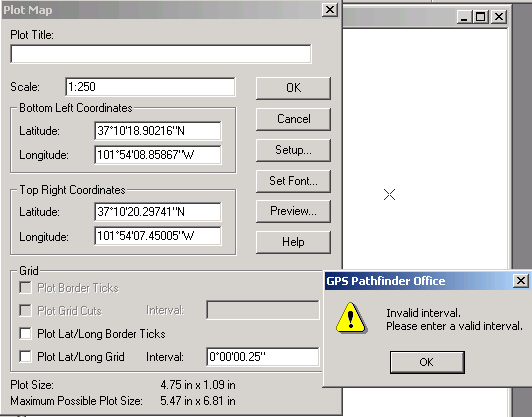 Plot Map
Plot Title:
Scale: 1:250
OK
Bottom Left Coordinates
Cancel
Latitude: 37°10'18.90216"N
Longitude: 101°54'08.85867"W
Setup...
Set Font...
Top Right Coordinates
Latitude: 37°10'20.29741"N
Preview...
Longitude: 101°54'07.45005"W
Help
Grid
Plot Border Ticks
Plot Grid Cuts Interval:
Plot Lat/Long Border Ticks
Plot Lat/Long Grid Interval: 0°00'00.25"
Plot Size: 4.75 in x 1.09 in
Maximum Possible Plot Size: 5.47 in x 6.81 in
GPS Pathfinder Office
Invalid interval.
Please enter a valid interval.
OK